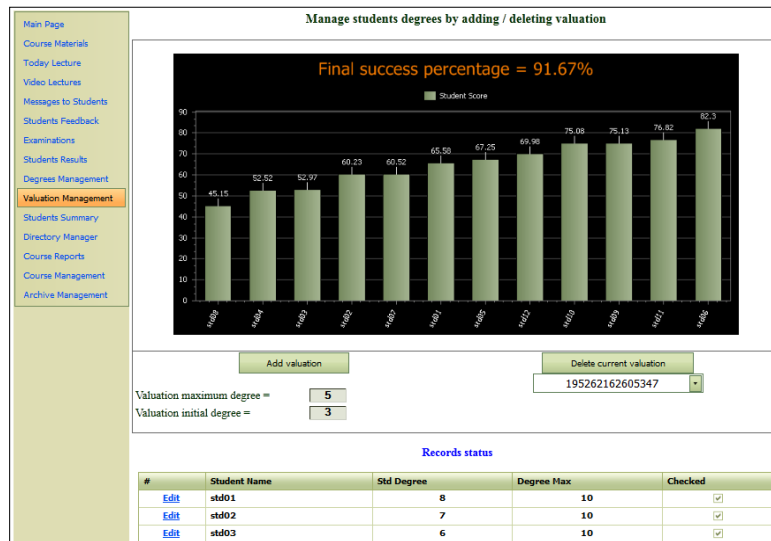 Main Page
Course Materials
Today Lecture
Video Lectures
Messages to Students
Students Feedback
Examinations
Students Results
Degrees Management
Valuation Management
Students Summary
Directory Manager
Course Reports
Course Management
Archive Management
Manage students degrees by adding / deleting valuation
Final success percentage = 91.67%
Student Score
90
80
70
60
50
40
30
20
10
0
45.15 52.52 52.97 60.23 60.52 65.58 67.25 69.98 75.08 75.13 76.82 82.3
std08 std04 std03 std02 std07 std01 std05 std12 std10 std09 std11 std06
Add valuation Delete current valuation
195262162605347
Valuation maximum degree = 5
Valuation initial degree = 3
Records status
# Student Name Std Degree Degree Max Checked
Edit std01 8 10
Edit std02 7 10
Edit std03 6 10